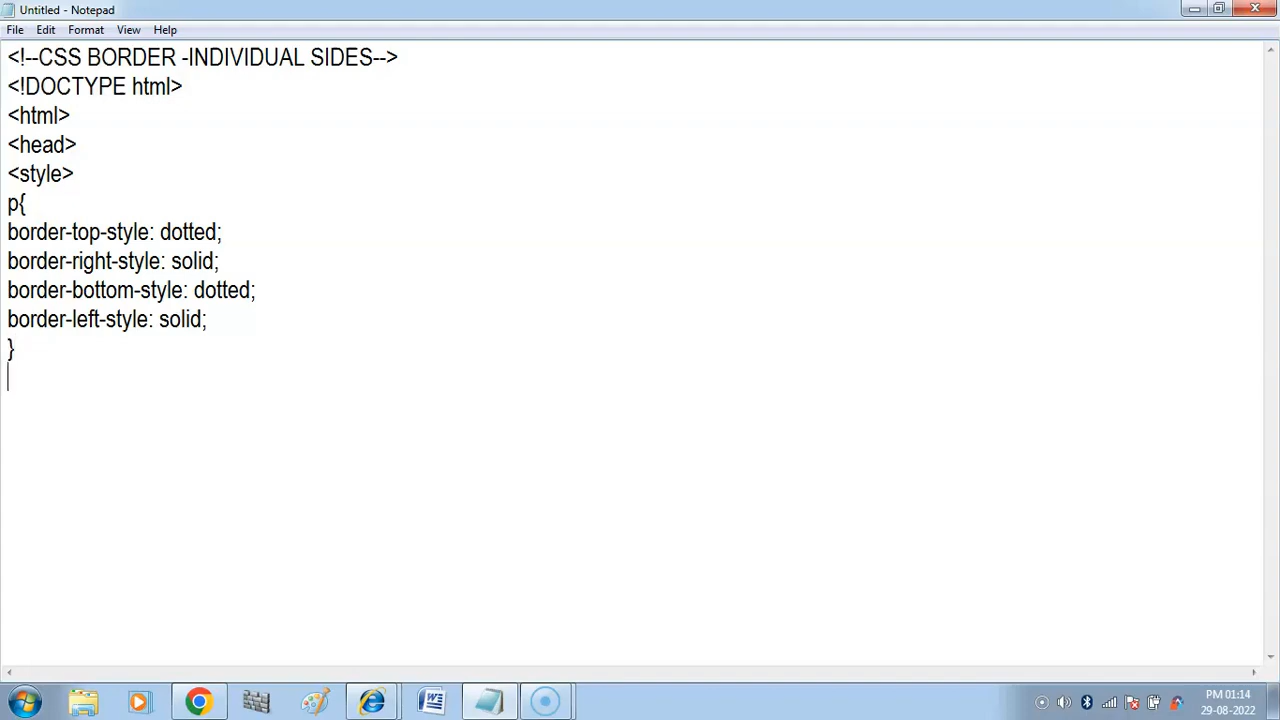 Untitled - Notepad
File Edit Format View Help
<!--CSS BORDER -INDIVIDUAL SIDES-->
<!DOCTYPE html>
<html>
<head>
<style>
p{
border-top-style: dotted;
border-right-style: solid;
border-bottom-style: dotted;
border-left-style: solid;
}
PM 01:14
29-08-2022